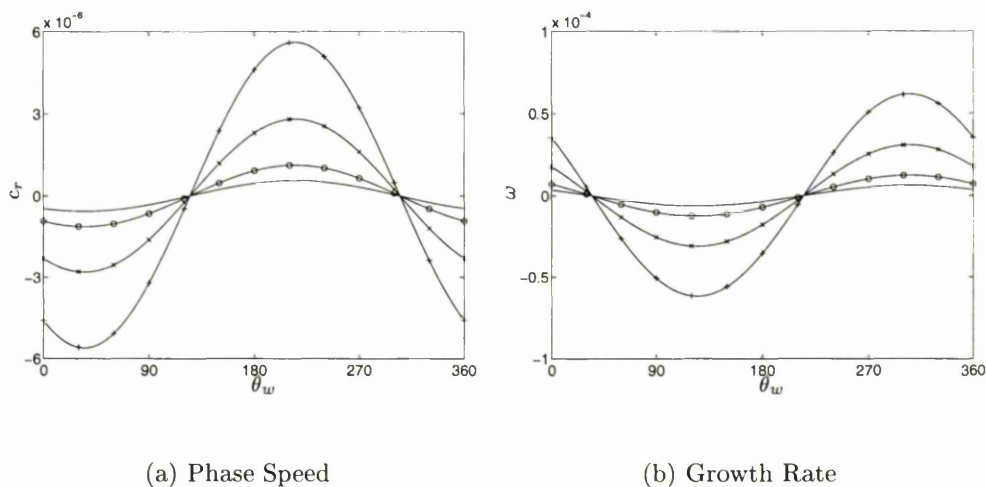 x 10⁻⁶
6
3
0
−3
−6
c_r
0 90 180 270 360
θ_w
(a) Phase Speed
x 10⁻⁴
1
0.5
0
−0.5
−1
ω
0 90 180 270 360
θ_w
(b) Growth Rate